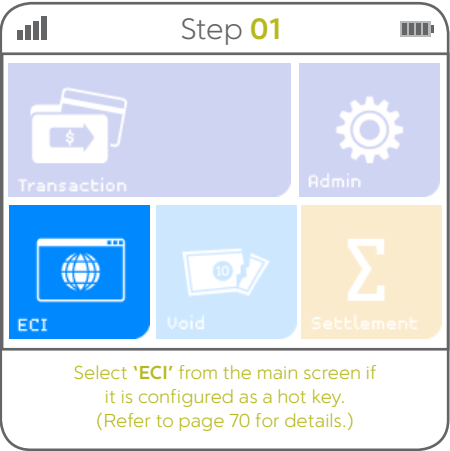 Step 01
$
Transaction
Admin
ECI
10
Void
Σ
Settlement
Select ‘ECI’ from the main screen if
it is configured as a hot key.
(Refer to page 70 for details.)